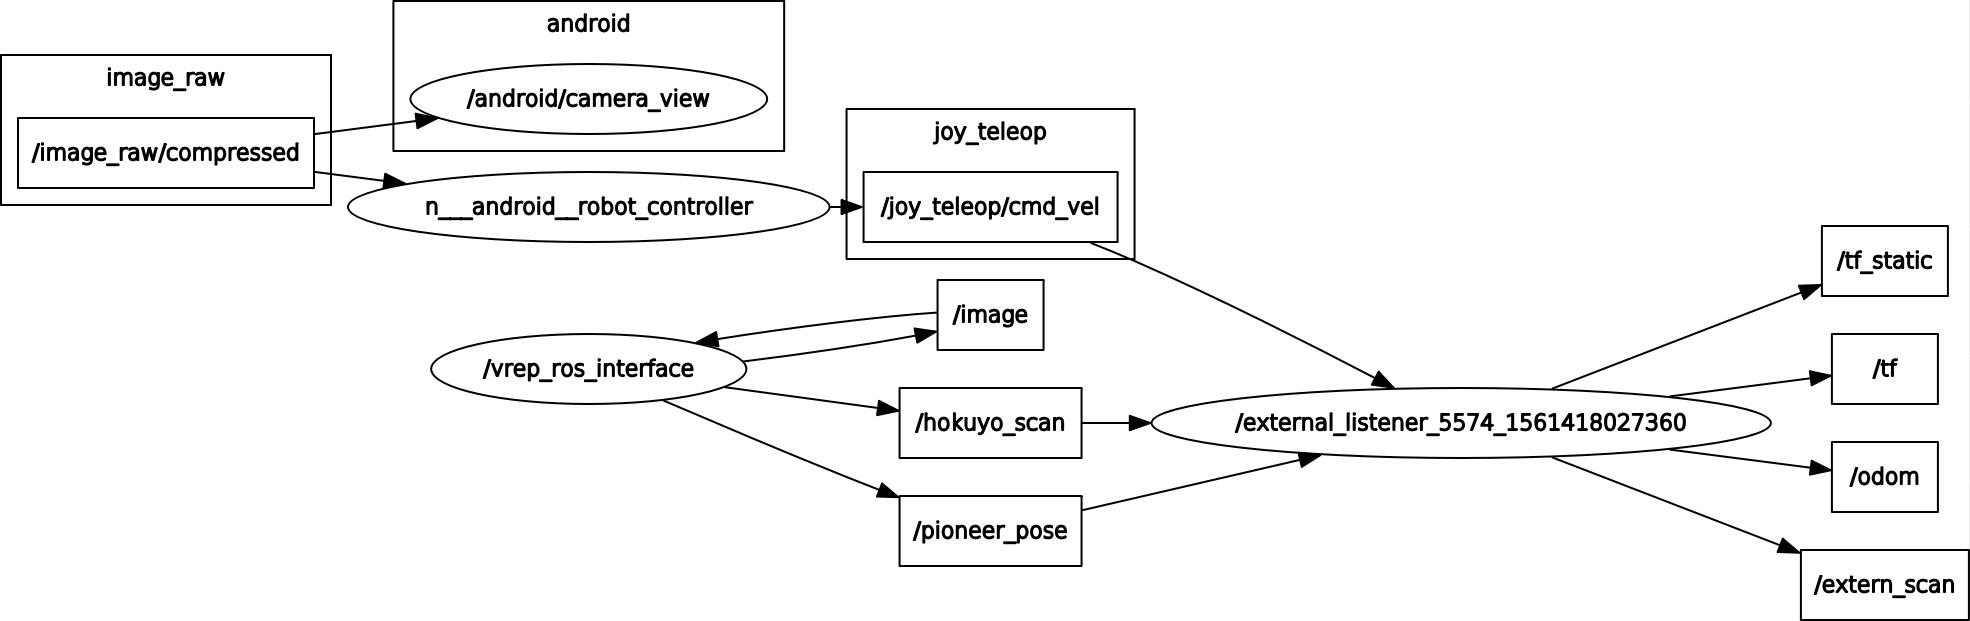 android
image_raw
/android/camera_view
joy_teleop
/image_raw/compressed
n___android__robot_controller
/joy_teleop/cmd_vel
/tf_static
/image
/vrep_ros_interface
/tf
/hokuyo_scan
/external_listener_5574_1561418027360
/odom
/pioneer_pose
/extern_scan